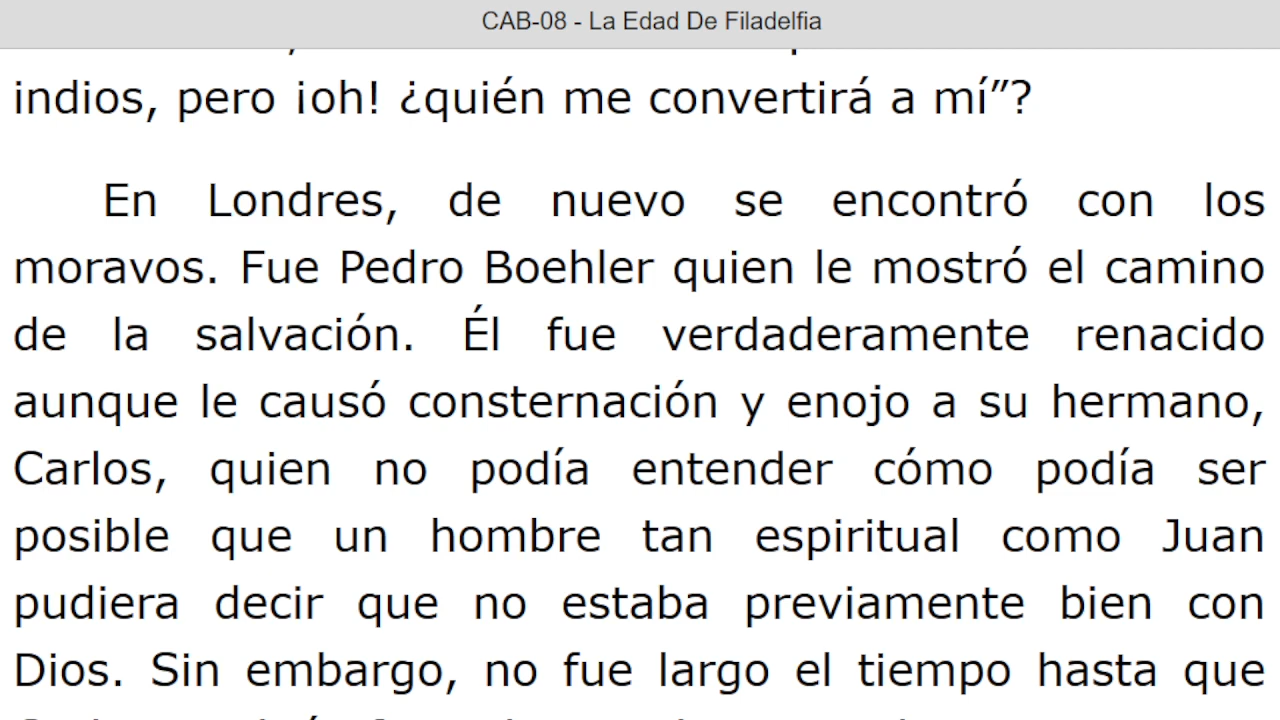 CAB-08 - La Edad De Filadelfia
indios, pero ¡oh! ¿quién me convertirá a mí”?
En Londres, de nuevo se encontró con los
moravos. Fue Pedro Boehler quien le mostró el camino
de la salvación. Él fue verdaderamente renacido
aunque le causó consternación y enojo a su hermano,
Carlos, quien no podía entender cómo podía ser
posible que un hombre tan espiritual como Juan
pudiera decir que no estaba previamente bien con
Dios. Sin embargo, no fue largo el tiempo hasta que